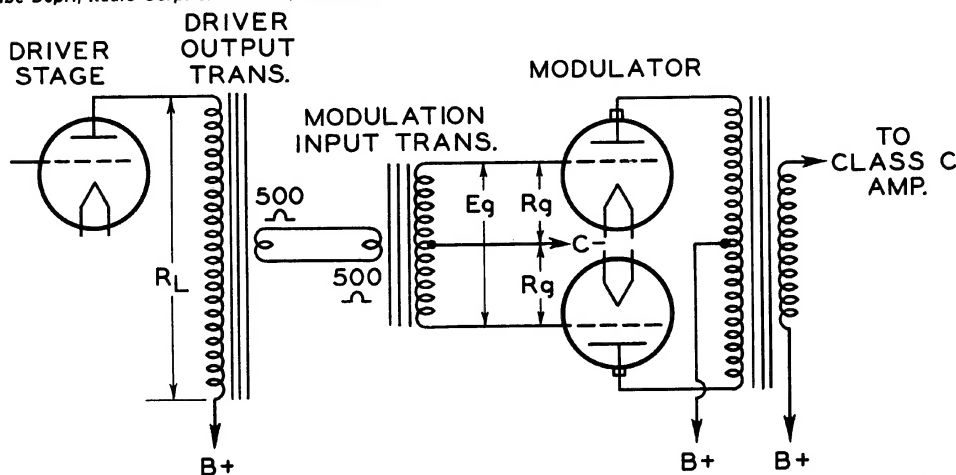 DRIVER
STAGE
DRIVER
OUTPUT
TRANS.
MODULATION
INPUT TRANS.
MODULATOR
TO
CLASS C
AMP.
500
Ω
500
Ω
RL
Eg
Rg
C-
Rg
B+
B+
B+